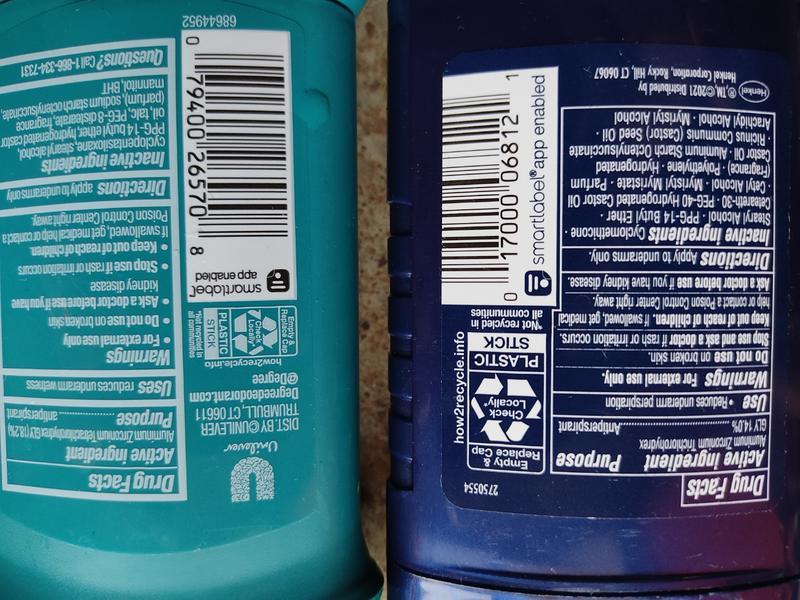 Drug Facts
Active ingredient
Purpose
Aluminum Zirconium Tetrachlorohydrex GLY (18.2%)
antiperspirant
Uses reduces underarm wetness
Warnings
For external use only
• Do not use on broken skin
• Ask a doctor before use if you have
kidney disease
• Stop use if rash or irritation occurs
• Keep out of reach of children.
If swallowed, get medical help or contact a
Poison Control Center right away.
Directions apply to underarms only
Inactive ingredients
cyclopentasiloxane, stearyl alcohol,
PPG-14 butyl ether, hydrogenated castor
oil, talc, PEG-8 distearate, fragrance
(parfum), sodium starch octenylsuccinate,
mannitol, BHT
Questions? Call 1-866-334-7331
Unilever
DIST. BY ©UNILEVER
TRUMBULL, CT 06611
Degreedeodorant.com
@Degree
how2recycle.info
Empty &
Replace Cap
Check
Locally*
PLASTIC
STICK
*Not recycled in
all communities
smartlabel
app enabled
0 79400 26570 8
68644952
2750554
Drug Facts
Active ingredient
Purpose
Aluminum Zirconium Trichlorohydrex
GLY 14.0%
Antiperspirant
Use • Reduces underarm perspiration
Warnings For external use only.
Do not use on broken skin.
Stop use and ask a doctor if rash or irritation occurs.
Keep out of reach of children. If swallowed, get medical
help or contact a Poison Control Center right away.
Ask a doctor before use if you have kidney disease.
Directions Apply to underarms only.
Inactive ingredients Cyclomethicone ·
Stearyl Alcohol · PPG-14 Butyl Ether ·
Ceteareth-30 · PEG-40 Hydrogenated Castor Oil ·
Cetyl Alcohol · Myristyl Myristate · Parfum
(Fragrance) · Polyethylene · Hydrogenated
Castor Oil · Aluminum Starch Octenylsuccinate
· Ricinus Communis (Castor) Seed Oil ·
Arachidyl Alcohol · Myristyl Alcohol
Henkel
®/TM,©2021 Distributed by
Henkel Corporation, Rocky Hill, CT 06067
Empty &
Replace Cap
Check
Locally*
PLASTIC
STICK
*Not recycled in
all communities
how2recycle.info
0 17000 06812 1
smartlabel® app enabled